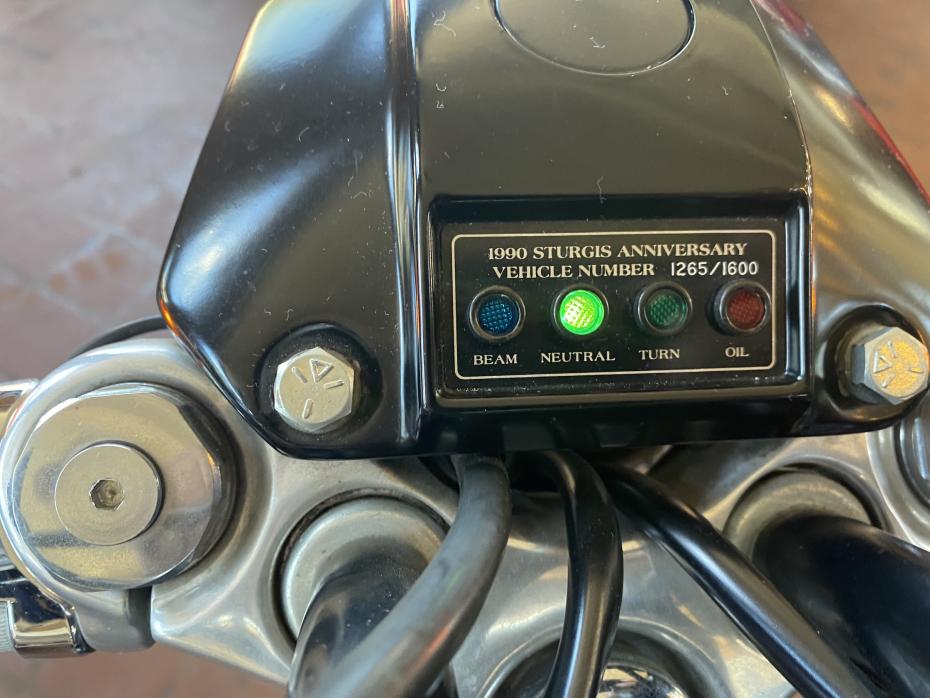 1990 STURGIS ANNIVERSARY
VEHICLE NUMBER 1265/1600
BEAM NEUTRAL TURN OIL